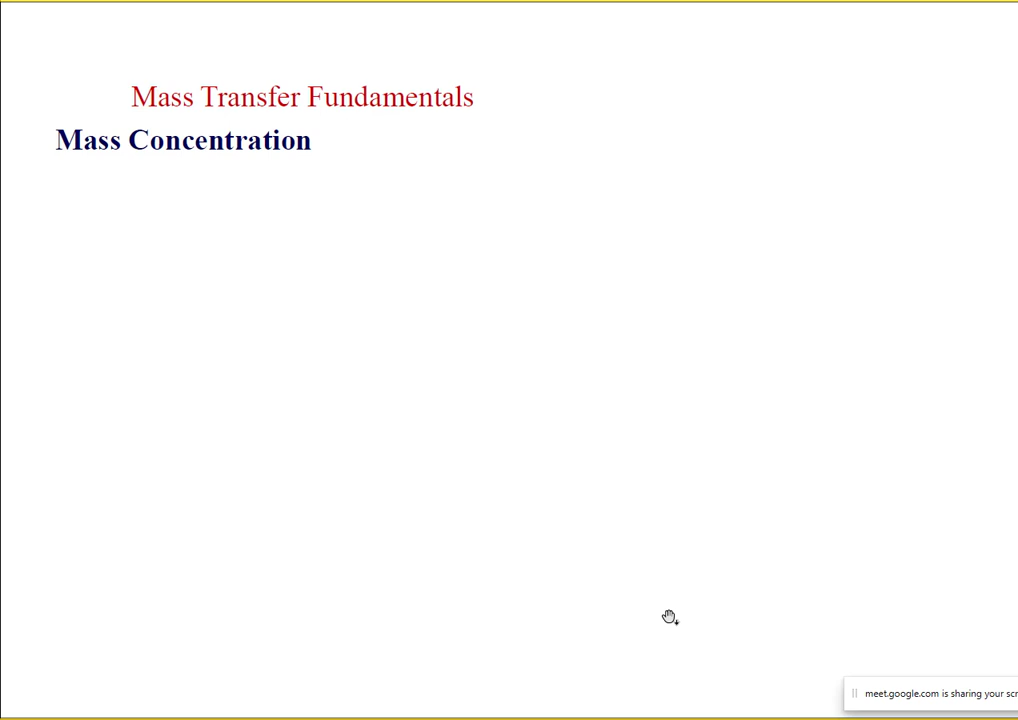 Mass Transfer Fundamentals
Mass Concentration
meet.google.com is sharing your scr